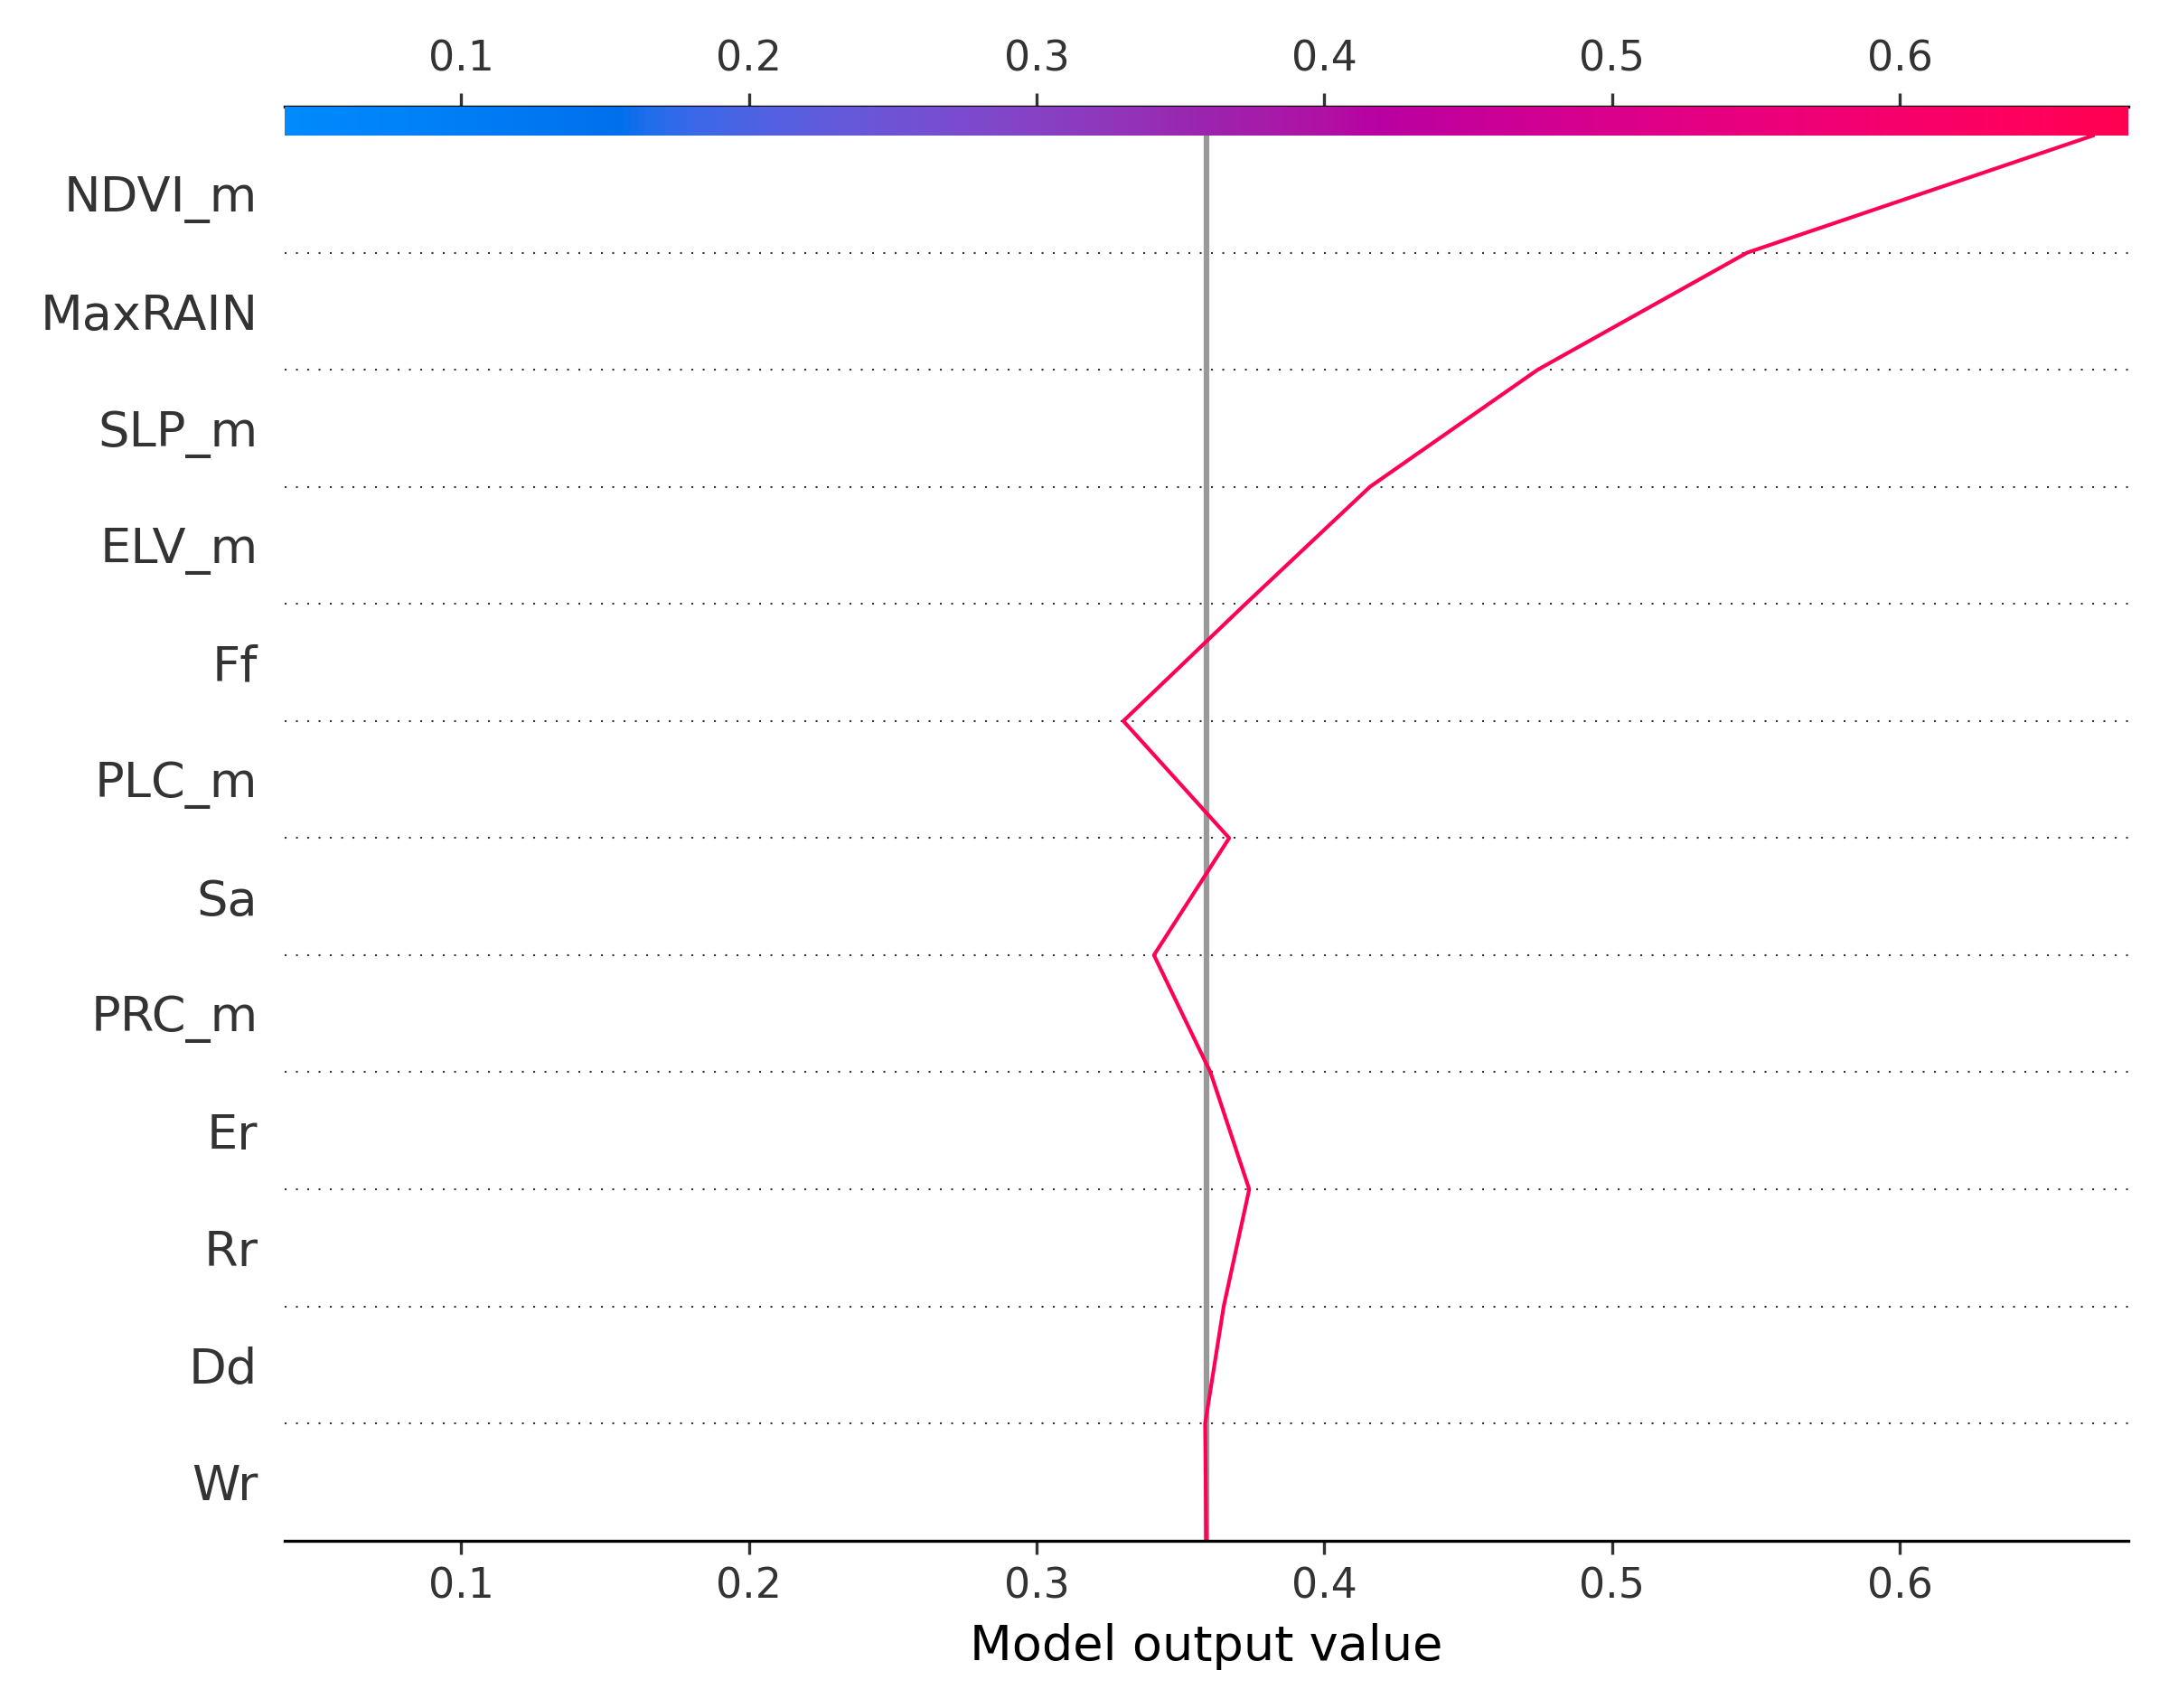 0.1 0.2 0.3 0.4 0.5 0.6
NDVI_m
MaxRAIN
SLP_m
ELV_m
Ff
PLC_m
Sa
PRC_m
Er
Rr
Dd
Wr
0.1 0.2 0.3 0.4 0.5 0.6
Model output value